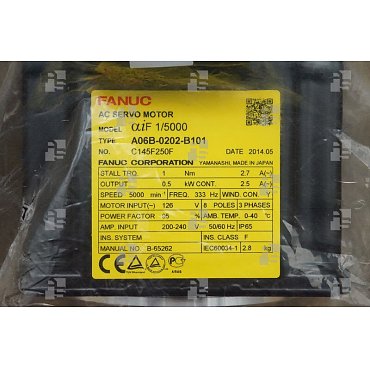 FANUC
AC SERVO MOTOR
MODEL αiF 1/5000
TYPE A06B-0202-B101
NO. C145F250F DATE 2014.05
FANUC CORPORATION YAMANASHI, MADE IN JAPAN
STALL TRQ. 1 Nm 2.7 A(~)
OUTPUT 0.5 kW CONT. 2.5 A(~)
SPEED 5000 min⁻¹ FREQ. 333 Hz WIND. CON. Y
MOTOR INPUT(~) 126 V 8 POLES 3 PHASES
POWER FACTOR 95 % AMB. TEMP. 0-40 °C
AMP. INPUT 200-240 V 50/60 Hz IP65
INS. SYSTEM INS. CLASS F
MANUAL NO. B-65262 IEC60034-1 2.8 kg